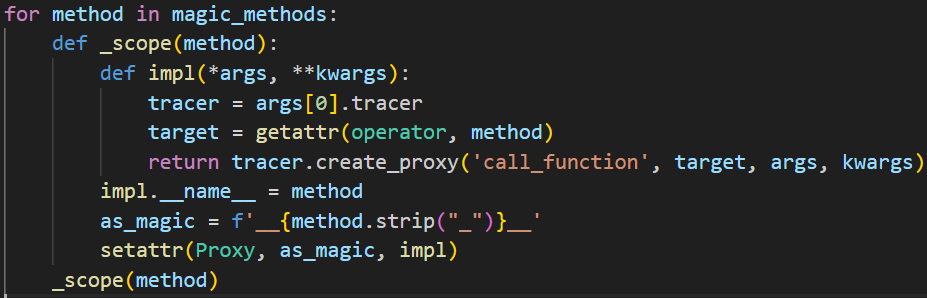 for method in magic_methods:
    def _scope(method):
        def impl(*args, **kwargs):
            tracer = args[0].tracer
            target = getattr(operator, method)
            return tracer.create_proxy('call_function', target, args, kwargs)
        impl.__name__ = method
        as_magic = f'__{method.strip("_")}__'
        setattr(Proxy, as_magic, impl)
    _scope(method)